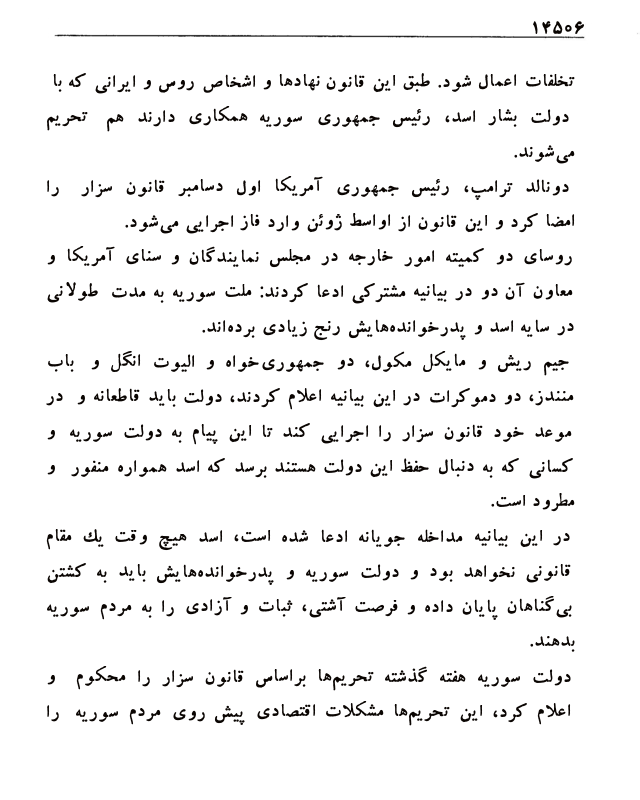 ۱۴۵۰۶
تخلفات اعمال شود. طبق این قانون نهادها و اشخاص روس و ایرانی که با
دولت بشار اسد، رئیس جمهوری سوریه همکاری دارند هم تحریم
می‌شوند.
دونالد ترامپ، رئیس جمهوری آمریکا اول دسامبر قانون سزار را
امضا کرد و این قانون از اواسط ژوئن وارد فاز اجرایی می‌شود.
روسای دو کمیته امور خارجه در مجلس نمایندگان و سنای آمریکا و
معاون آن دو در بیانیه مشترکی ادعا کردند: ملت سوریه به مدت طولانی
در سایه اسد و پدرخوانده‌هایش رنج زیادی برده‌اند.
جیم ریش و مایکل مکول، دو جمهوری‌خواه و الیوت انگل و باب
منندز، دو دموکرات در این بیانیه اعلام کردند، دولت باید قاطعانه و در
موعد خود قانون سزار را اجرایی کند تا این پیام به دولت سوریه و
کسانی که به دنبال حفظ این دولت هستند برسد که اسد همواره منفور و
مطرود است.
در این بیانیه مداخله جویانه ادعا شده است، اسد هیچ وقت یك مقام
قانونی نخواهد بود و دولت سوریه و پدرخوانده‌هایش باید به کشتن
بی‌گناهان پایان داده و فرصت آشتی، ثبات و آزادی را به مردم سوریه
بدهند.
دولت سوریه هفته گذشته تحریم‌ها براساس قانون سزار را محکوم و
اعلام کرد، این تحریم‌ها مشکلات اقتصادی پیش روی مردم سوریه را